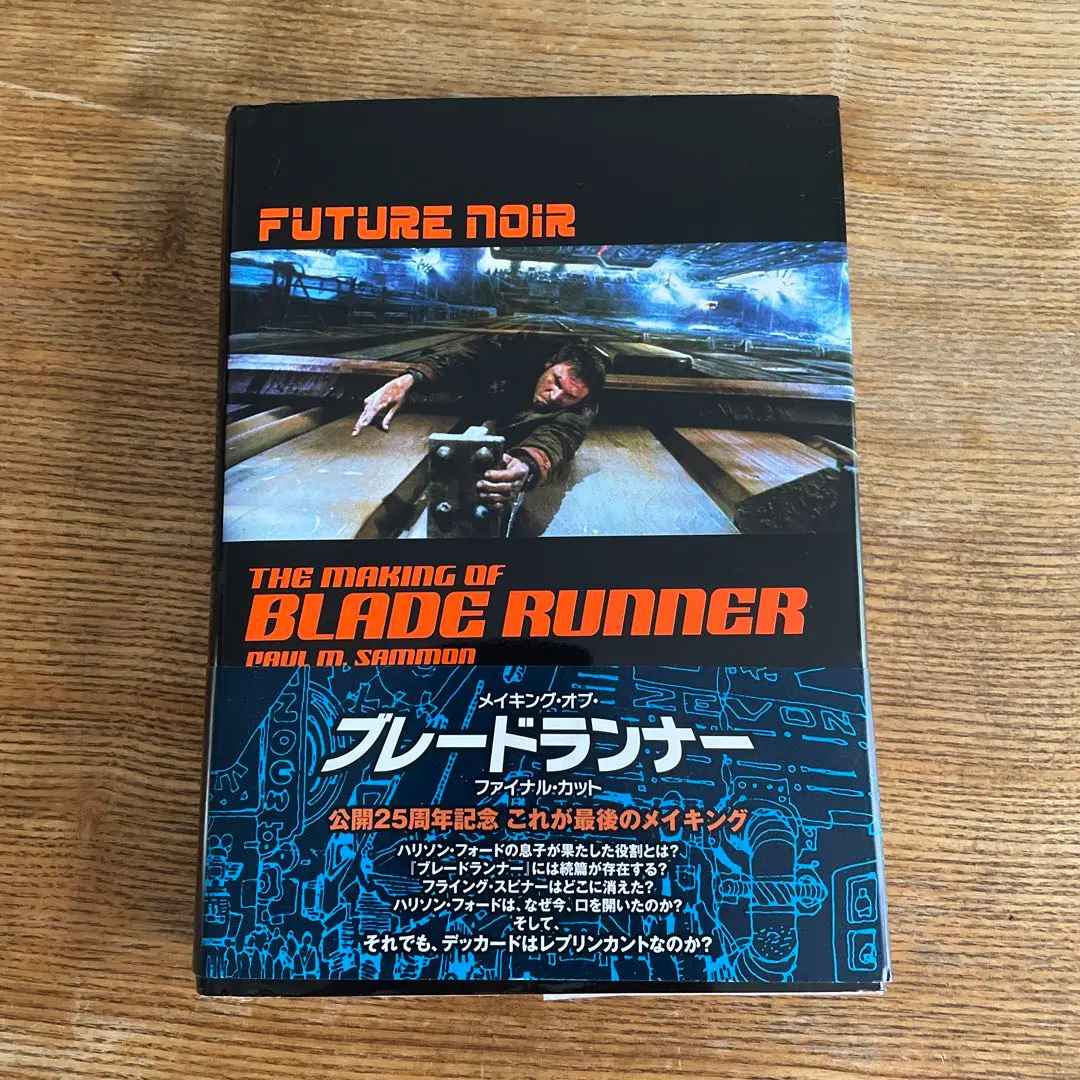 FUTURE NOIR
THE MAKING OF
BLADE RUNNER
PAUL M. SAMMON
メイキング・オブ・
ブレードランナー
ファイナル・カット
公開25周年記念 これが最後のメイキング
ハリソン・フォードの息子が果たした役割とは?
『ブレードランナー』には続篇が存在する?
フライング・スピナーはどこに消えた?
ハリソン・フォードは、なぜ今、口を開いたのか?
そして、
それでも、デッカードはレプリカントなのか?